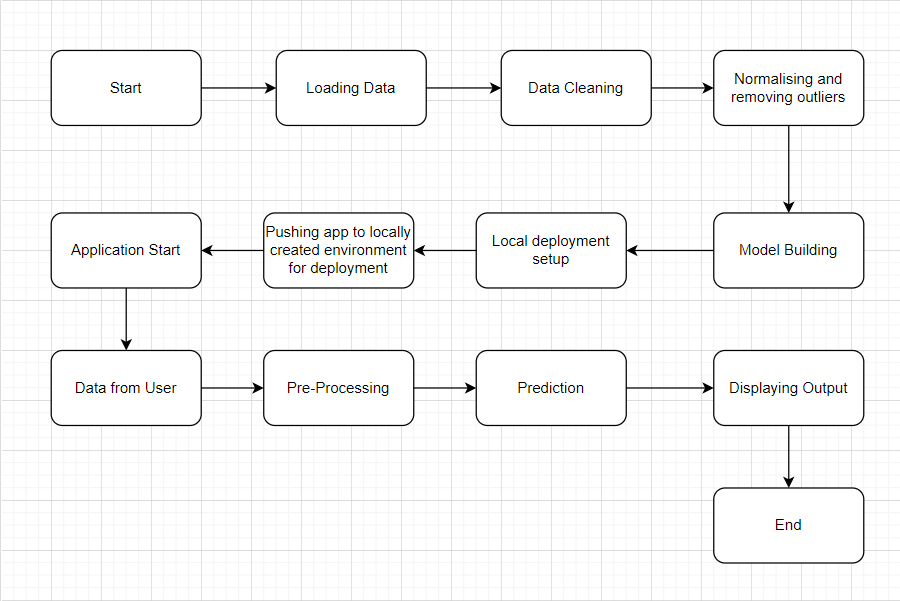 Start
Loading Data
Data Cleaning
Normalising and
removing outliers
Application Start
Pushing app to locally
created environment
for deployment
Local deployment
setup
Model Building
Data from User
Pre-Processing
Prediction
Displaying Output
End